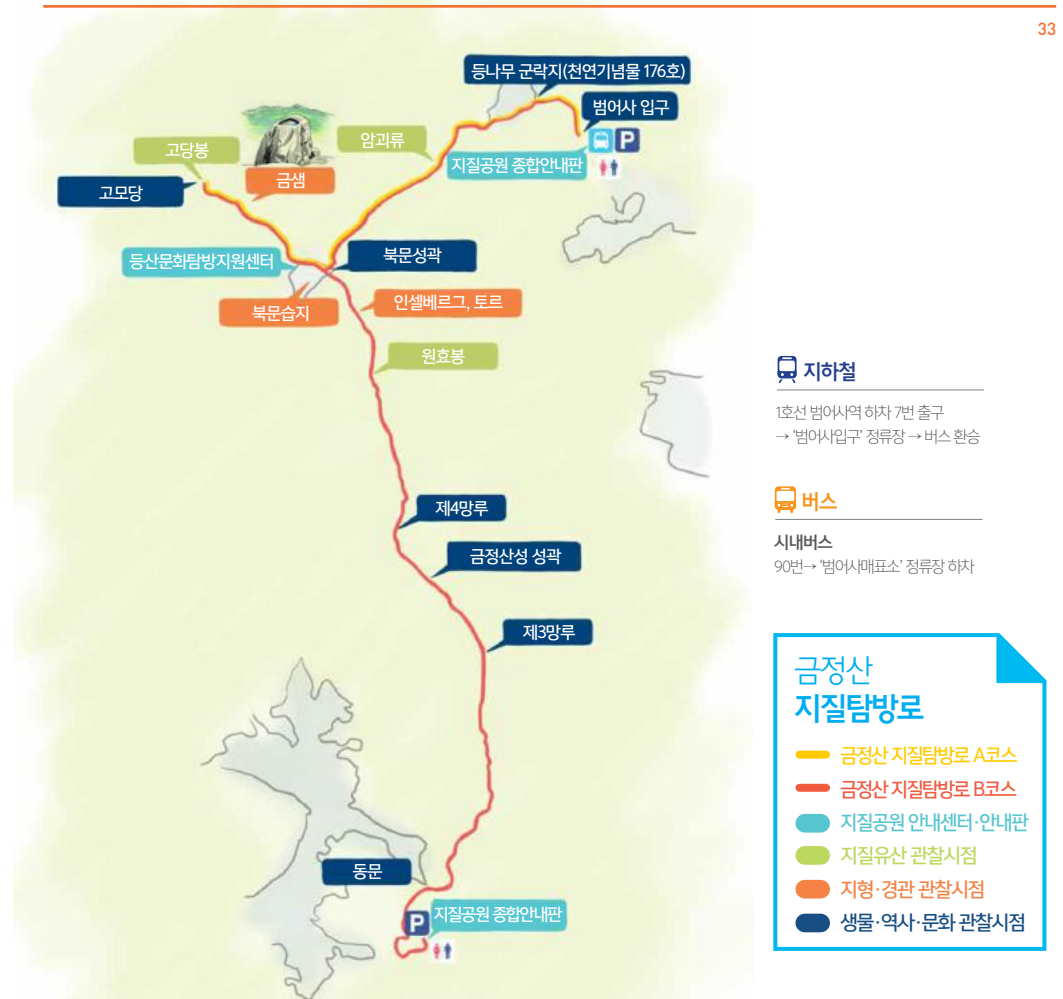 33
등나무 군락지(천연기념물 176호)
범어사 입구
P
암괴류
지질공원 종합안내판
고당봉
금샘
고모당
북문성곽
등산문화탐방지원센터
인셀베르그, 토르
북문습지
원효봉
제4망루
금정산성 성곽
제3망루
동문
P
지질공원 종합안내판
지하철
1호선 범어사역 하차 7번 출구
→ '범어사입구' 정류장 → 버스 환승
버스
시내버스
90번→ '범어사매표소' 정류장 하차
금정산
지질탐방로
금정산 지질탐방로 A코스
금정산 지질탐방로 B코스
지질공원 안내센터·안내판
지질유산 관찰시점
지형·경관 관찰시점
생물·역사·문화 관찰시점